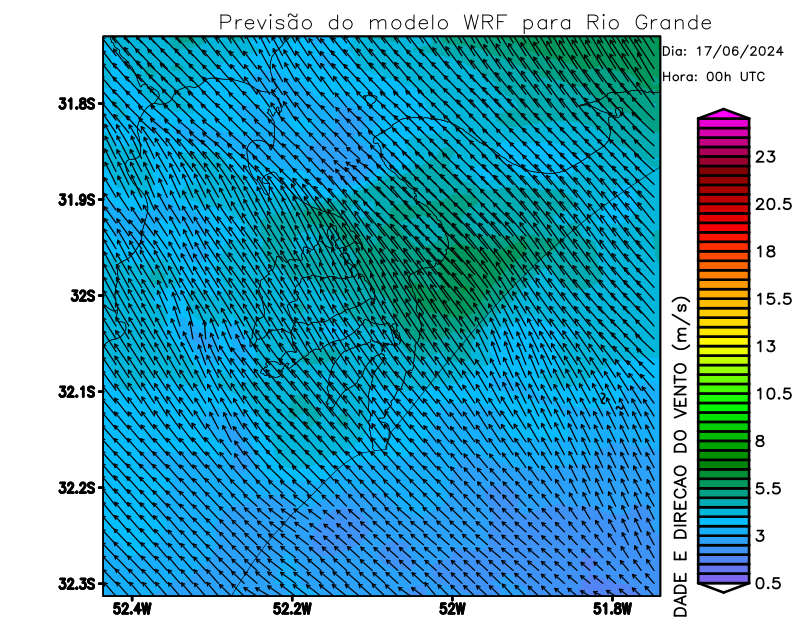 Previsão do modelo WRF para Rio Grande
Dia: 17/06/2024
Hora: 00h UTC
31.8S
31.9S
32S
32.1S
32.2S
32.3S
52.4W
52.2W
52W
51.8W
23
20.5
18
15.5
13
10.5
8
5.5
3
0.5
DADE E DIRECAO DO VENTO (m/s)